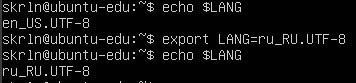 skrln@ubuntu-edu:~$ echo $LANG
en_US.UTF-8
skrln@ubuntu-edu:~$ export LANG=ru_RU.UTF-8
skrln@ubuntu-edu:~$ echo $LANG
ru_RU.UTF-8